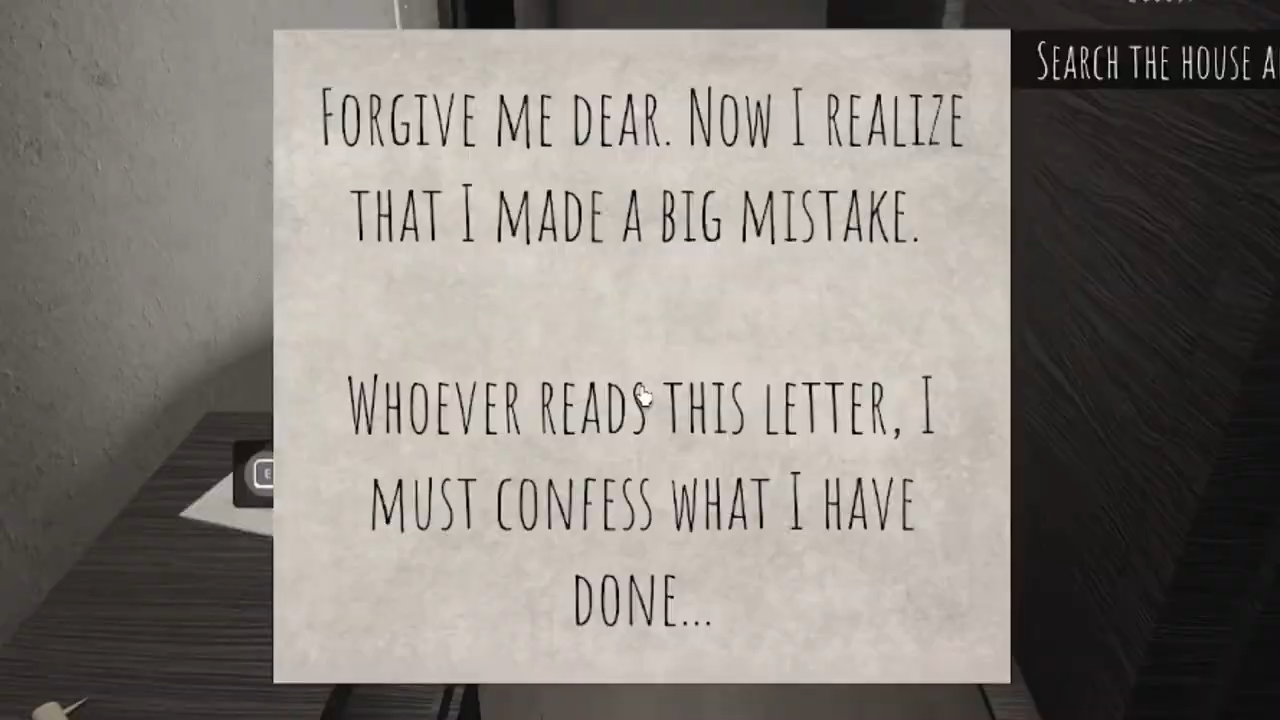 SEARCH THE HOUSE A
FORGIVE ME DEAR. NOW I REALIZE
THAT I MADE A BIG MISTAKE.
WHOEVER READS THIS LETTER, I
MUST CONFESS WHAT I HAVE
DONE...
E